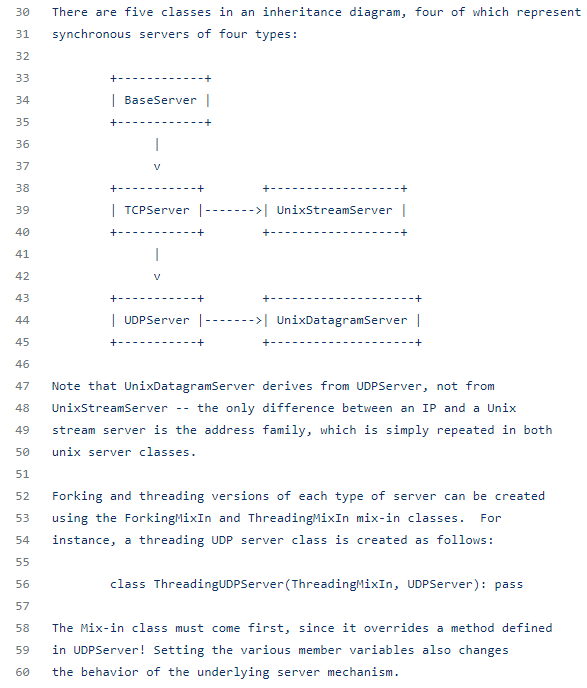 30 There are five classes in an inheritance diagram, four of which represent
31 synchronous servers of four types:
32
33         +------------+
34         | BaseServer |
35         +------------+
36               |
37               v
38         +-----------+        +------------------+
39         | TCPServer |------->| UnixStreamServer |
40         +-----------+        +------------------+
41               |
42               v
43         +-----------+        +--------------------+
44         | UDPServer |------->| UnixDatagramServer |
45         +-----------+        +--------------------+
46
47 Note that UnixDatagramServer derives from UDPServer, not from
48 UnixStreamServer -- the only difference between an IP and a Unix
49 stream server is the address family, which is simply repeated in both
50 unix server classes.
51
52 Forking and threading versions of each type of server can be created
53 using the ForkingMixIn and ThreadingMixIn mix-in classes.  For
54 instance, a threading UDP server class is created as follows:
55
56         class ThreadingUDPServer(ThreadingMixIn, UDPServer): pass
57
58 The Mix-in class must come first, since it overrides a method defined
59 in UDPServer! Setting the various member variables also changes
60 the behavior of the underlying server mechanism.